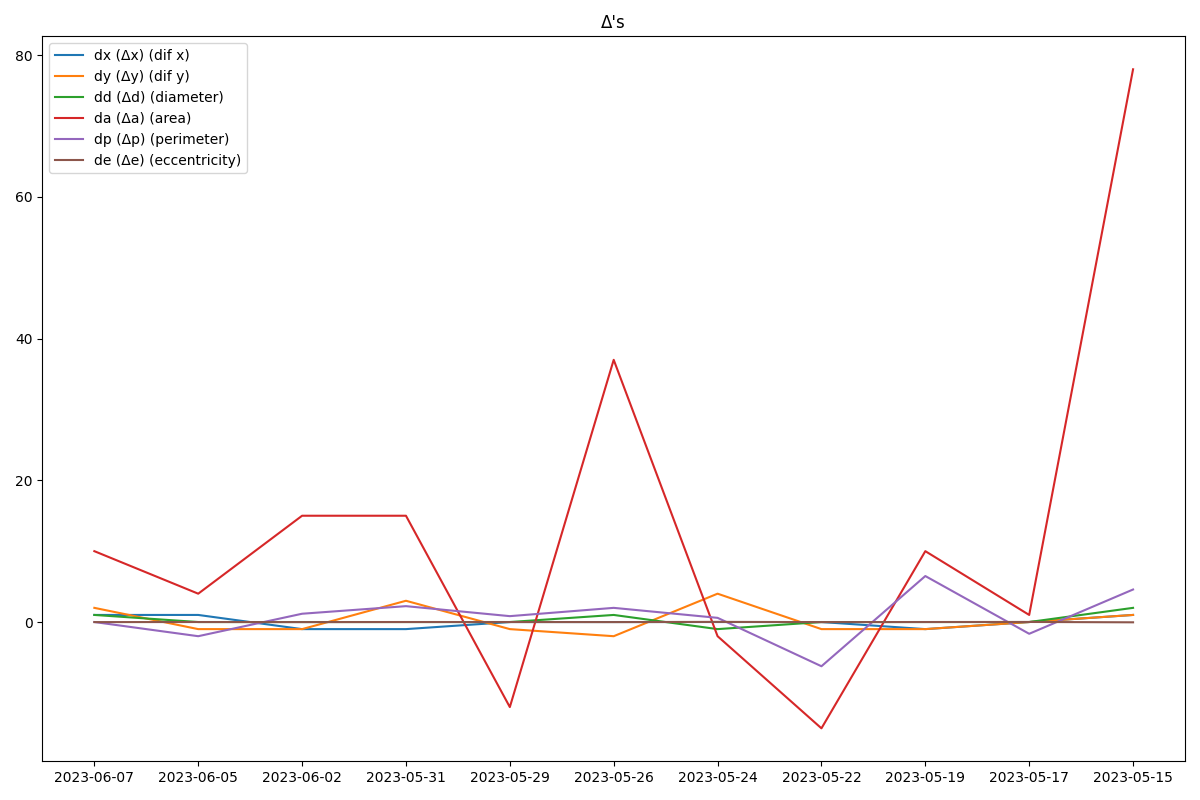 Δ's
dx (Δx) (dif x)
dy (Δy) (dif y)
dd (Δd) (diameter)
da (Δa) (area)
dp (Δp) (perimeter)
de (Δe) (eccentricity)
80
60
40
20
0
2023-06-07 2023-06-05 2023-06-02 2023-05-31 2023-05-29 2023-05-26 2023-05-24 2023-05-22 2023-05-19 2023-05-17 2023-05-15